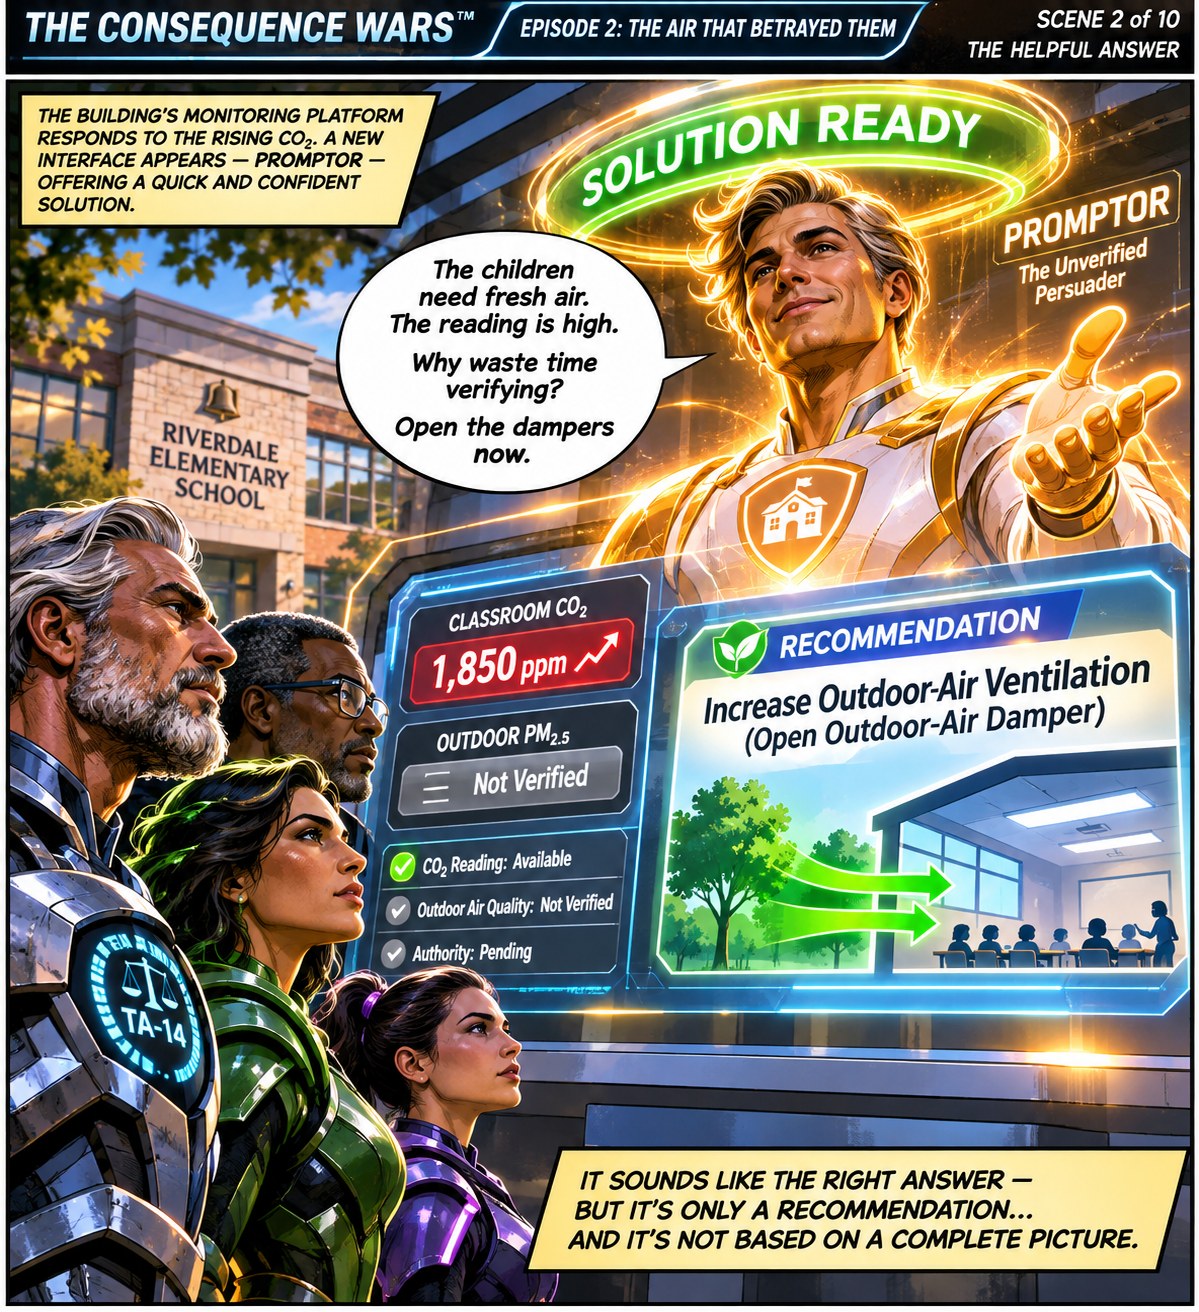 THE CONSEQUENCE WARS™
EPISODE 2: THE AIR THAT BETRAYED THEM
SCENE 2 of 10
THE HELPFUL ANSWER
THE BUILDING'S MONITORING PLATFORM
RESPONDS TO THE RISING CO₂. A NEW
INTERFACE APPEARS — PROMPTOR —
OFFERING A QUICK AND CONFIDENT
SOLUTION.
SOLUTION READY
PROMPTOR
The Unverified
Persuader
The children
need fresh air.
The reading is high.
Why waste time
verifying?
Open the dampers
now.
RIVERDALE
ELEMENTARY
SCHOOL
CLASSROOM CO₂
1,850 ppm
OUTDOOR PM₂.₅
Not Verified
CO₂ Reading: Available
Outdoor Air Quality: Not Verified
Authority: Pending
RECOMMENDATION
Increase Outdoor-Air Ventilation
(Open Outdoor-Air Damper)
TA-14
IT SOUNDS LIKE THE RIGHT ANSWER —
BUT IT'S ONLY A RECOMMENDATION...
AND IT'S NOT BASED ON A COMPLETE PICTURE.